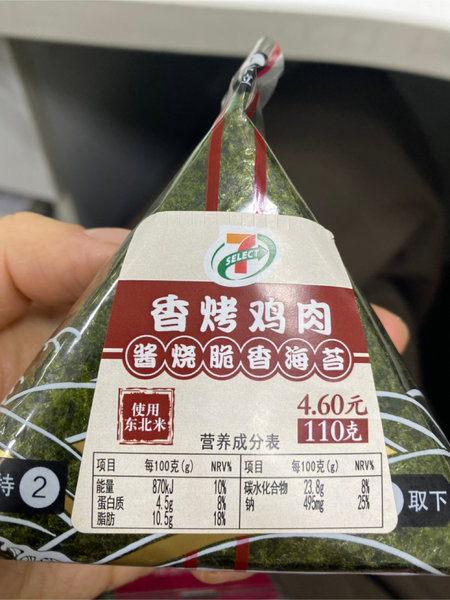 7
SELECT
香烤鸡肉
酱烧脆香海苔
使用
东北米
4.60元
110克
营养成分表
项目 每100克(g) NRV%
能量 870kJ 10%
蛋白质 4.5g 8%
脂肪 10.5g 18%
项目 每100克(g) NRV%
碳水化合物 23.8g 8%
钠 495mg 25%
持 2
取下